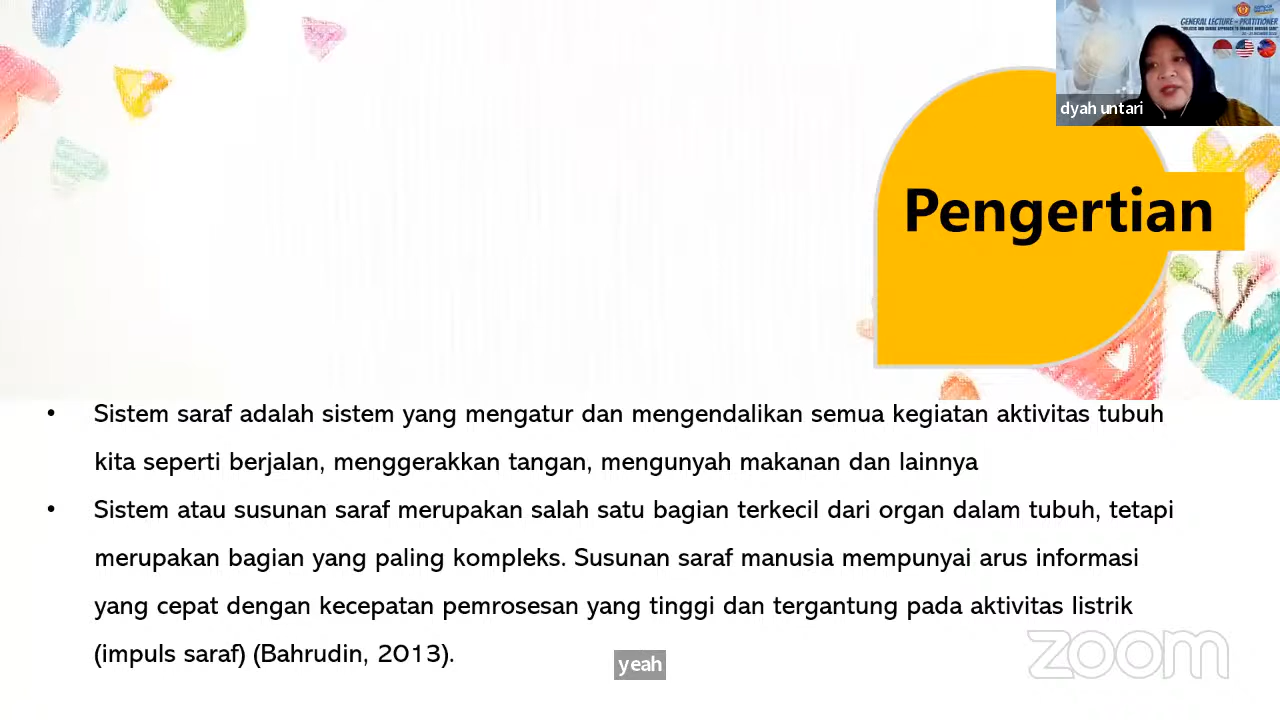 GENERAL LECTURE - PRATITIONER
dyah untari
Pengertian
• Sistem saraf adalah sistem yang mengatur dan mengendalikan semua kegiatan aktivitas tubuh
kita seperti berjalan, menggerakkan tangan, mengunyah makanan dan lainnya
• Sistem atau susunan saraf merupakan salah satu bagian terkecil dari organ dalam tubuh, tetapi
merupakan bagian yang paling kompleks. Susunan saraf manusia mempunyai arus informasi
yang cepat dengan kecepatan pemrosesan yang tinggi dan tergantung pada aktivitas listrik
(impuls saraf) (Bahrudin, 2013).
yeah
zoom